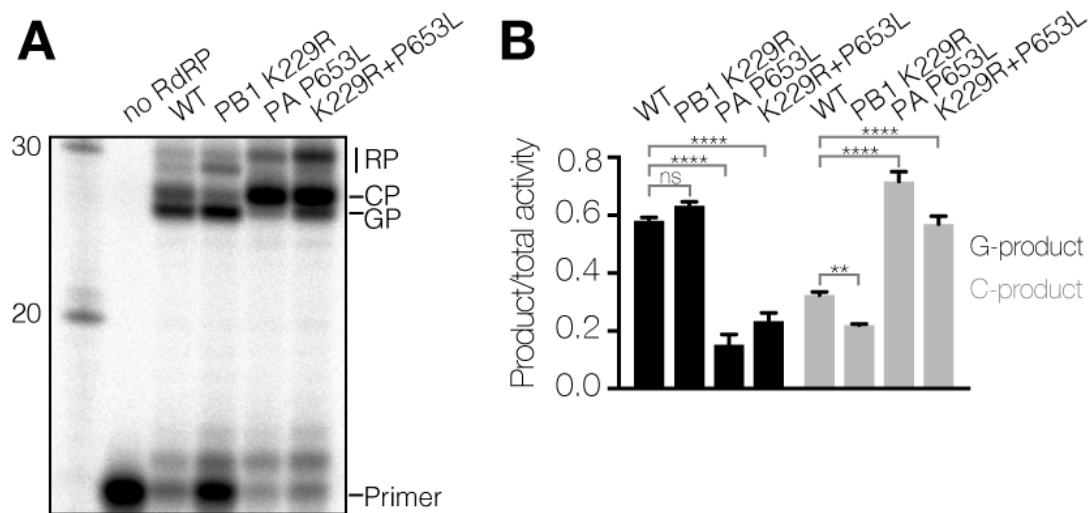 A
no RdRP
WT
PB1 K229R
PA P653L
K229R+P653L
30
20
RP
CP
GP
Primer
B
WT
PB1 K229R
PA P653L
K229R+P653L
WT
PB1 K229R
PA P653L
K229R+P653L
Product/total activity
0.8
0.6
0.4
0.2
0.0
****
****
ns
****
****
**
G-product
C-product